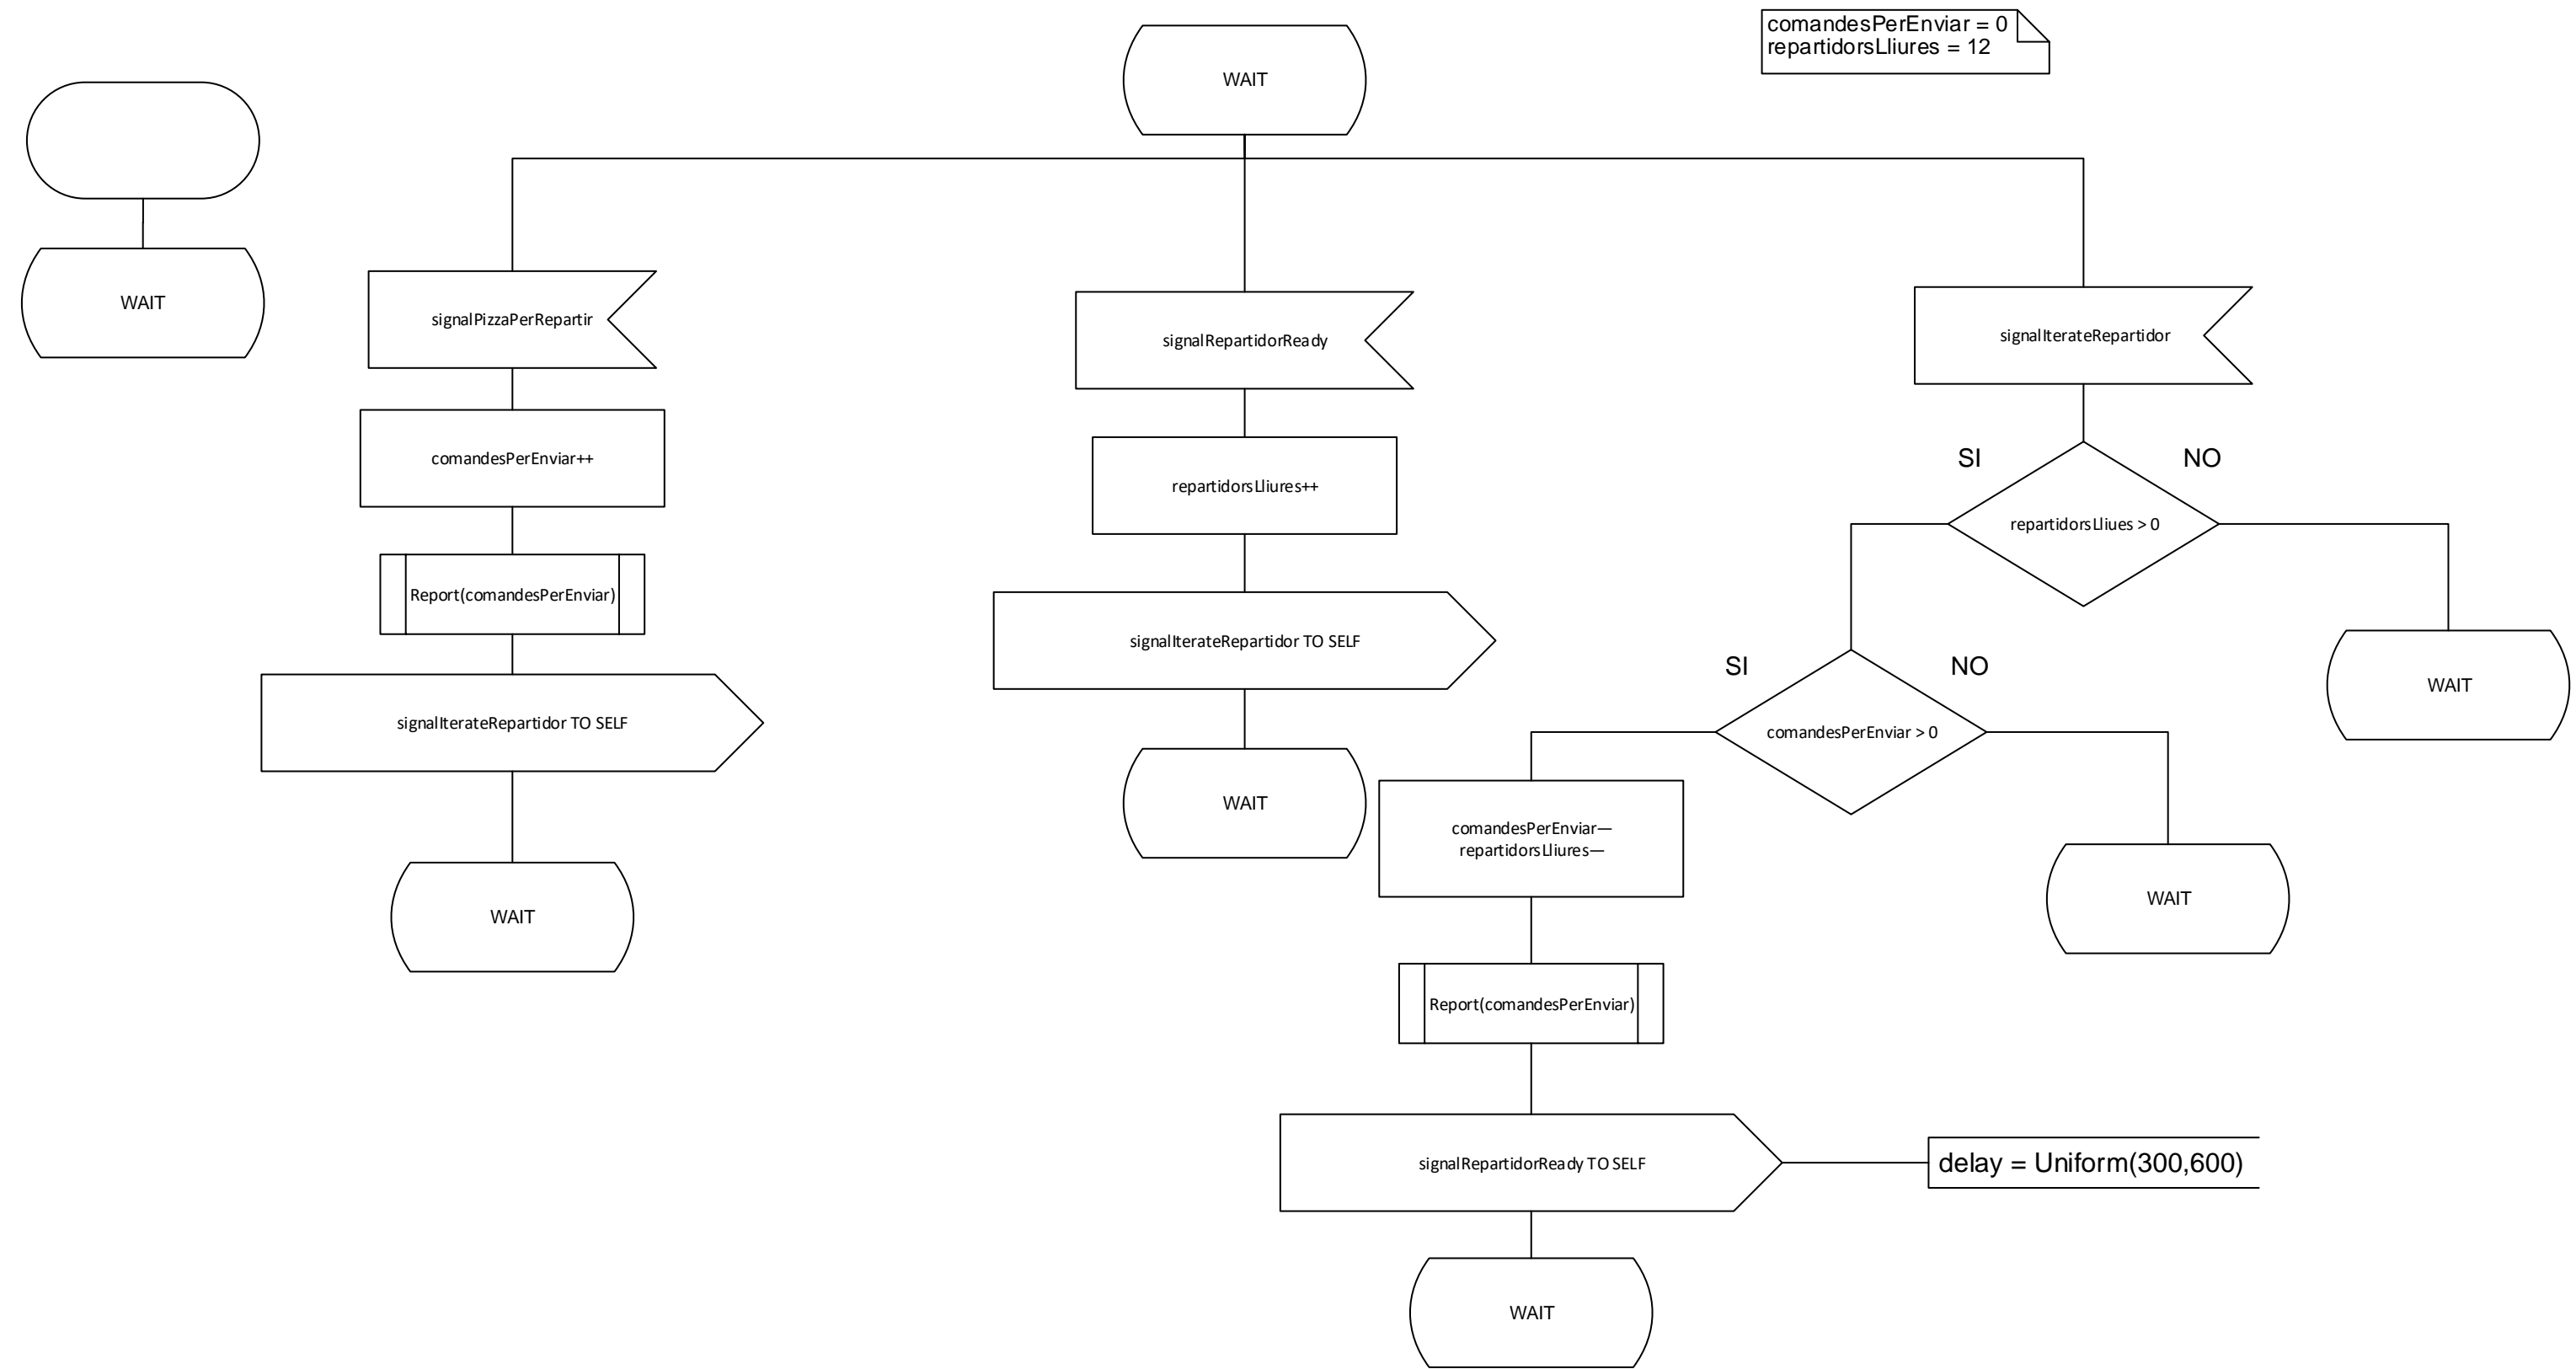 comandesPerEnviar = 0
repartidorsLliures = 12
WAIT
WAIT
signalPizzaPerRepartir
comandesPerEnviar++
Report(comandesPerEnviar)
signalIterateRepartidor TO SELF
WAIT
signalRepartidorReady
repartidorsLliures++
signalIterateRepartidor TO SELF
WAIT
signalIterateRepartidor
SI
NO
repartidorsLliues > 0
WAIT
SI
NO
comandesPerEnviar > 0
WAIT
comandesPerEnviar—
repartidorsLliures—
Report(comandesPerEnviar)
signalRepartidorReady TO SELF
delay = Uniform(300,600)
WAIT